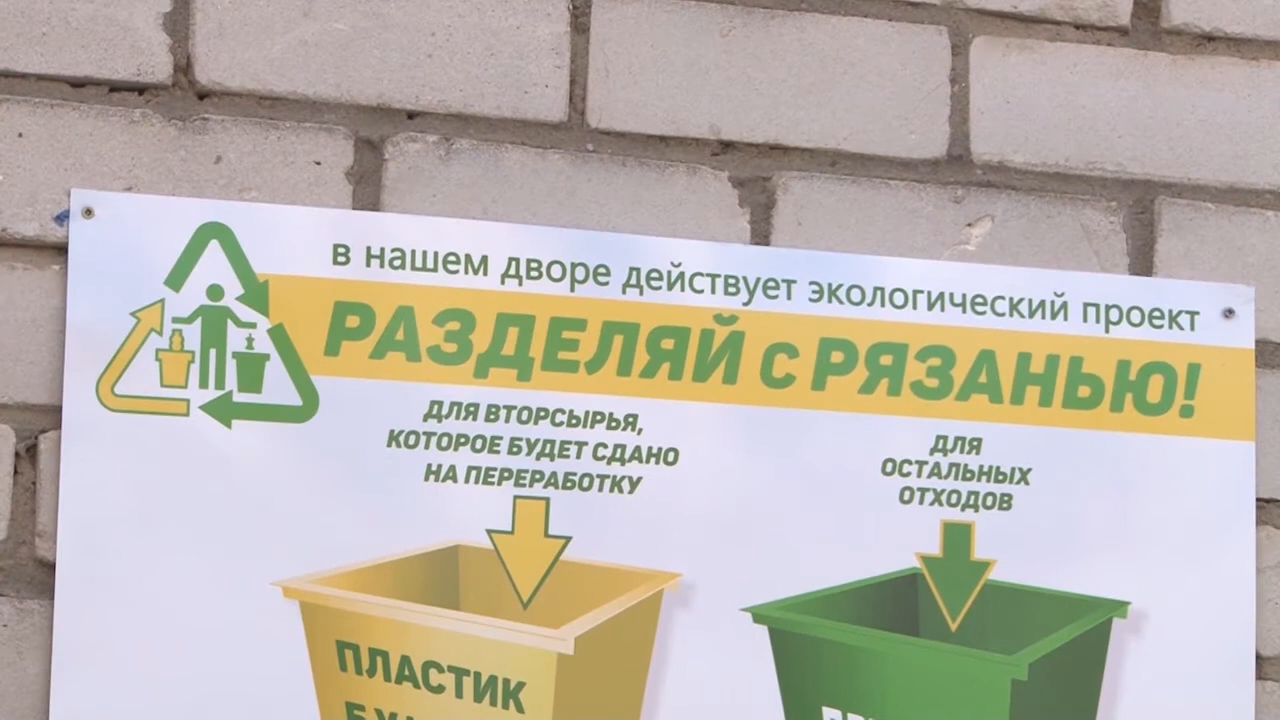 в нашем дворе действует экологический проект
РАЗДЕЛЯЙ с РЯЗАНЬЮ!
ДЛЯ ВТОРСЫРЬЯ,
КОТОРОЕ БУДЕТ СДАНО
НА ПЕРЕРАБОТКУ
ДЛЯ
ОСТАЛЬНЫХ
ОТХОДОВ
ПЛАСТИК